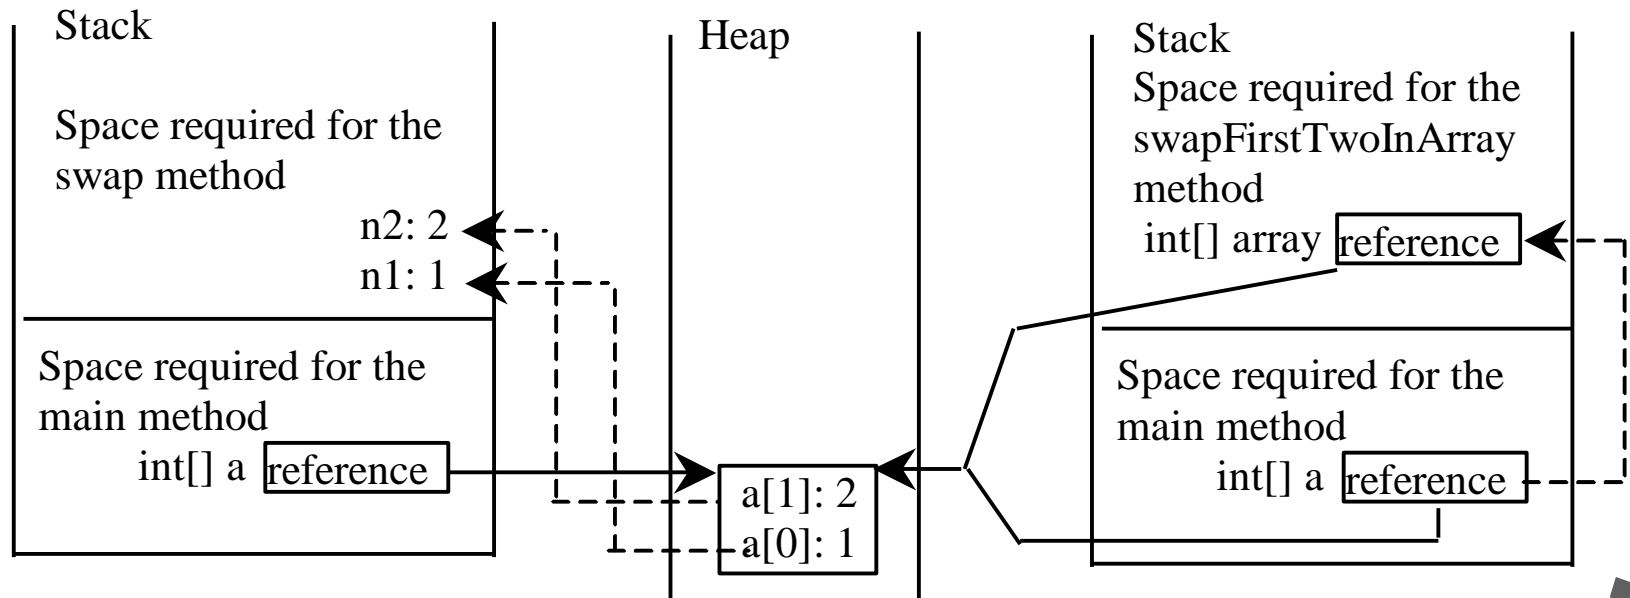 Stack
Space required for the
swap method
n2: 2
n1: 1
Space required for the
main method
int[] a reference
Heap
a[1]: 2
a[0]: 1
Stack
Space required for the
swapFirstTwoInArray
method
int[] array reference
Space required for the
main method
int[] a reference